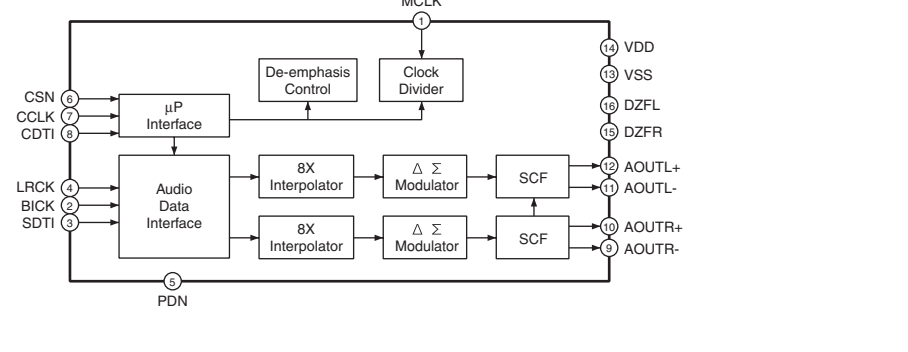 MCLK
1
14 VDD
De-emphasis
Control
Clock
Divider
13 VSS
CSN 6
μP
Interface
16 DZFL
CCLK 7
CDTI 8
15 DZFR
8X
Interpolator
Δ Σ
Modulator
SCF
12 AOUTL+
11 AOUTL-
LRCK 4
Audio
Data
Interface
BICK 2
SDTI 3
8X
Interpolator
Δ Σ
Modulator
SCF
10 AOUTR+
9 AOUTR-
5
PDN